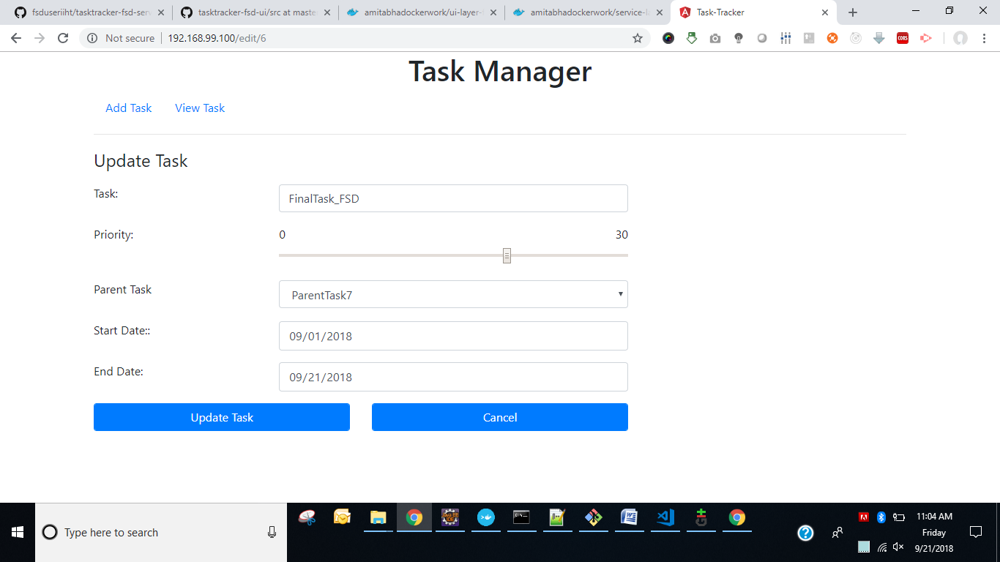 fsduseriiht/tasktracker-fsd-serv
tasktracker-fsd-ui/src at maste
amitabhadockerwork/ui-layer-
amitabhadockerwork/service-la
Task-Tracker
Not secure
192.168.99.100/edit/6
CORS
Task Manager
Add Task
View Task
Update Task
Task:
FinalTask_FSD
Priority:
0
30
Parent Task
ParentTask7
Start Date::
09/01/2018
End Date:
09/21/2018
Update Task
Cancel
Type here to search
11:04 AM
Friday
9/21/2018